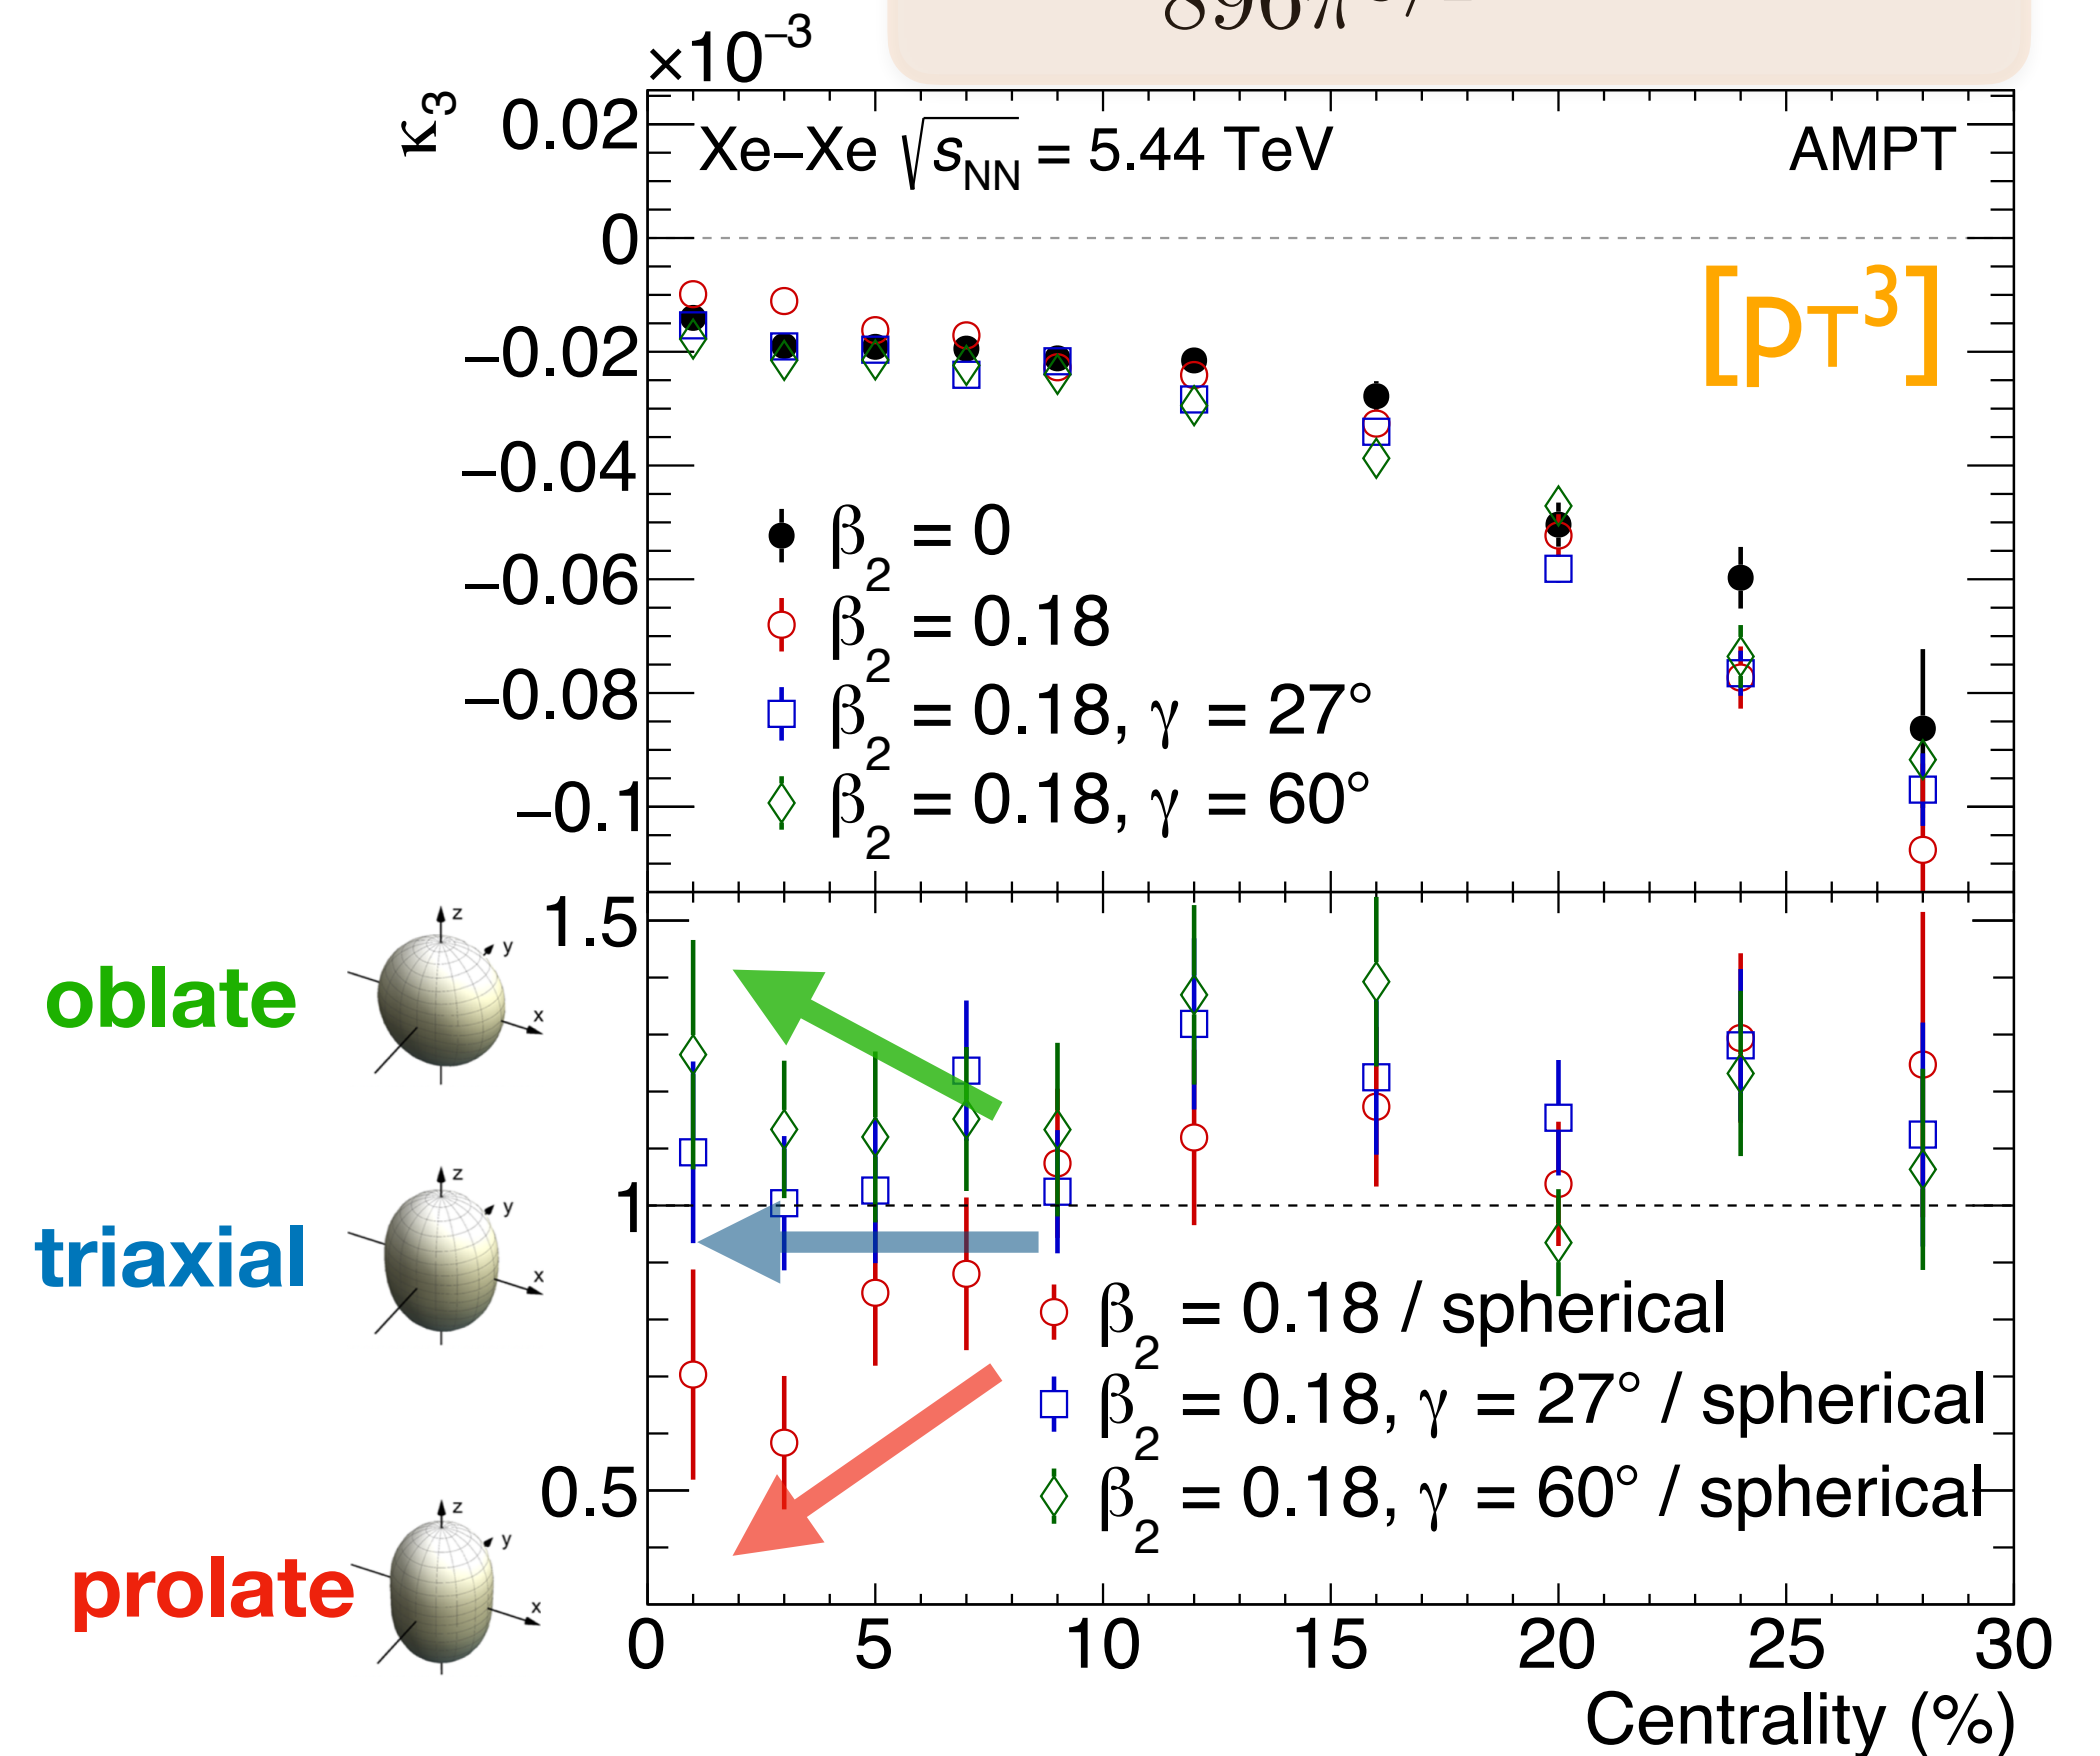 896π
×10⁻³
κ₃
0.02
0
−0.02
−0.04
−0.06
−0.08
−0.1
Xe−Xe √sNN = 5.44 TeV
AMPT
[pT³]
β₂ = 0
β₂ = 0.18
β₂ = 0.18, γ = 27°
β₂ = 0.18, γ = 60°
1.5
1
0.5
oblate
z
y
x
triaxial
z
y
x
prolate
z
y
x
β₂ = 0.18 / spherical
β₂ = 0.18, γ = 27° / spherical
β₂ = 0.18, γ = 60° / spherical
0 5 10 15 20 25 30
Centrality (%)